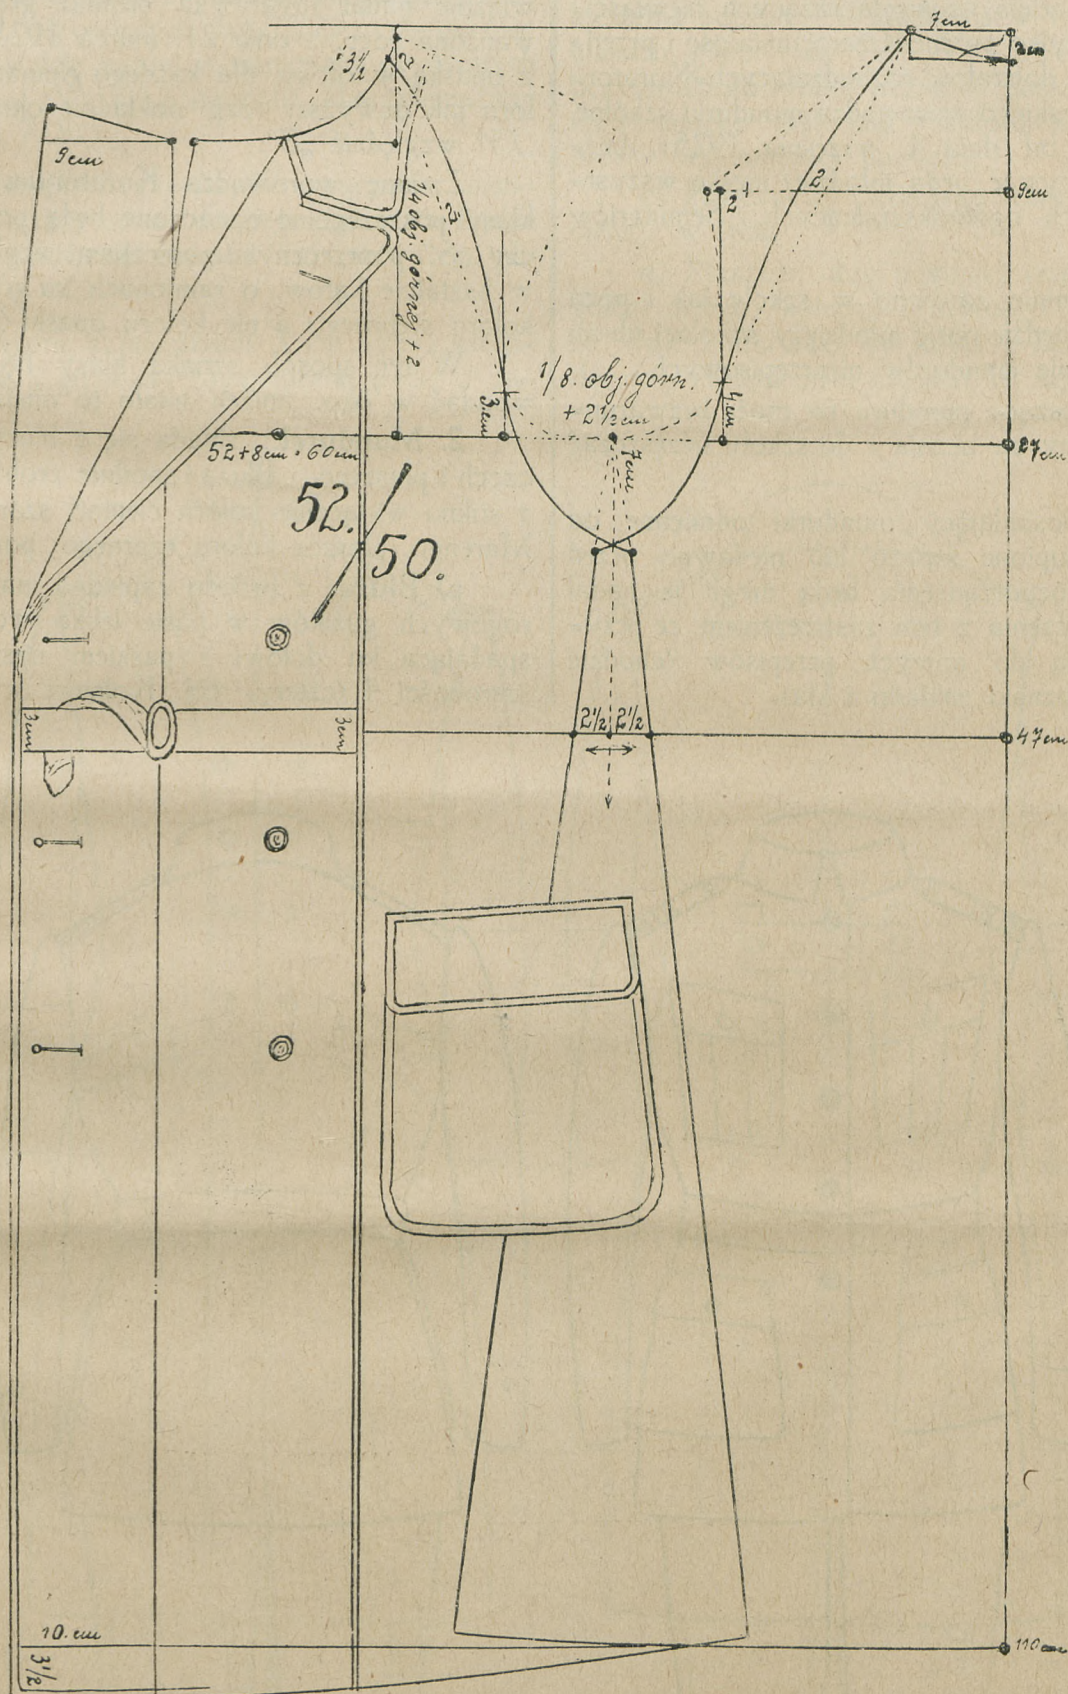 7cm
2cm
3½
2
9cm
2
9cm
2
2
¼ obj. górnej + 2
1/8. obj. górn.
+ 2½cm
3cm
4cm
7cm
27cm
52+8cm = 60cm
52.
50.
3cm
3cm
2½ 2½
47cm
10. cm
3½
110cm